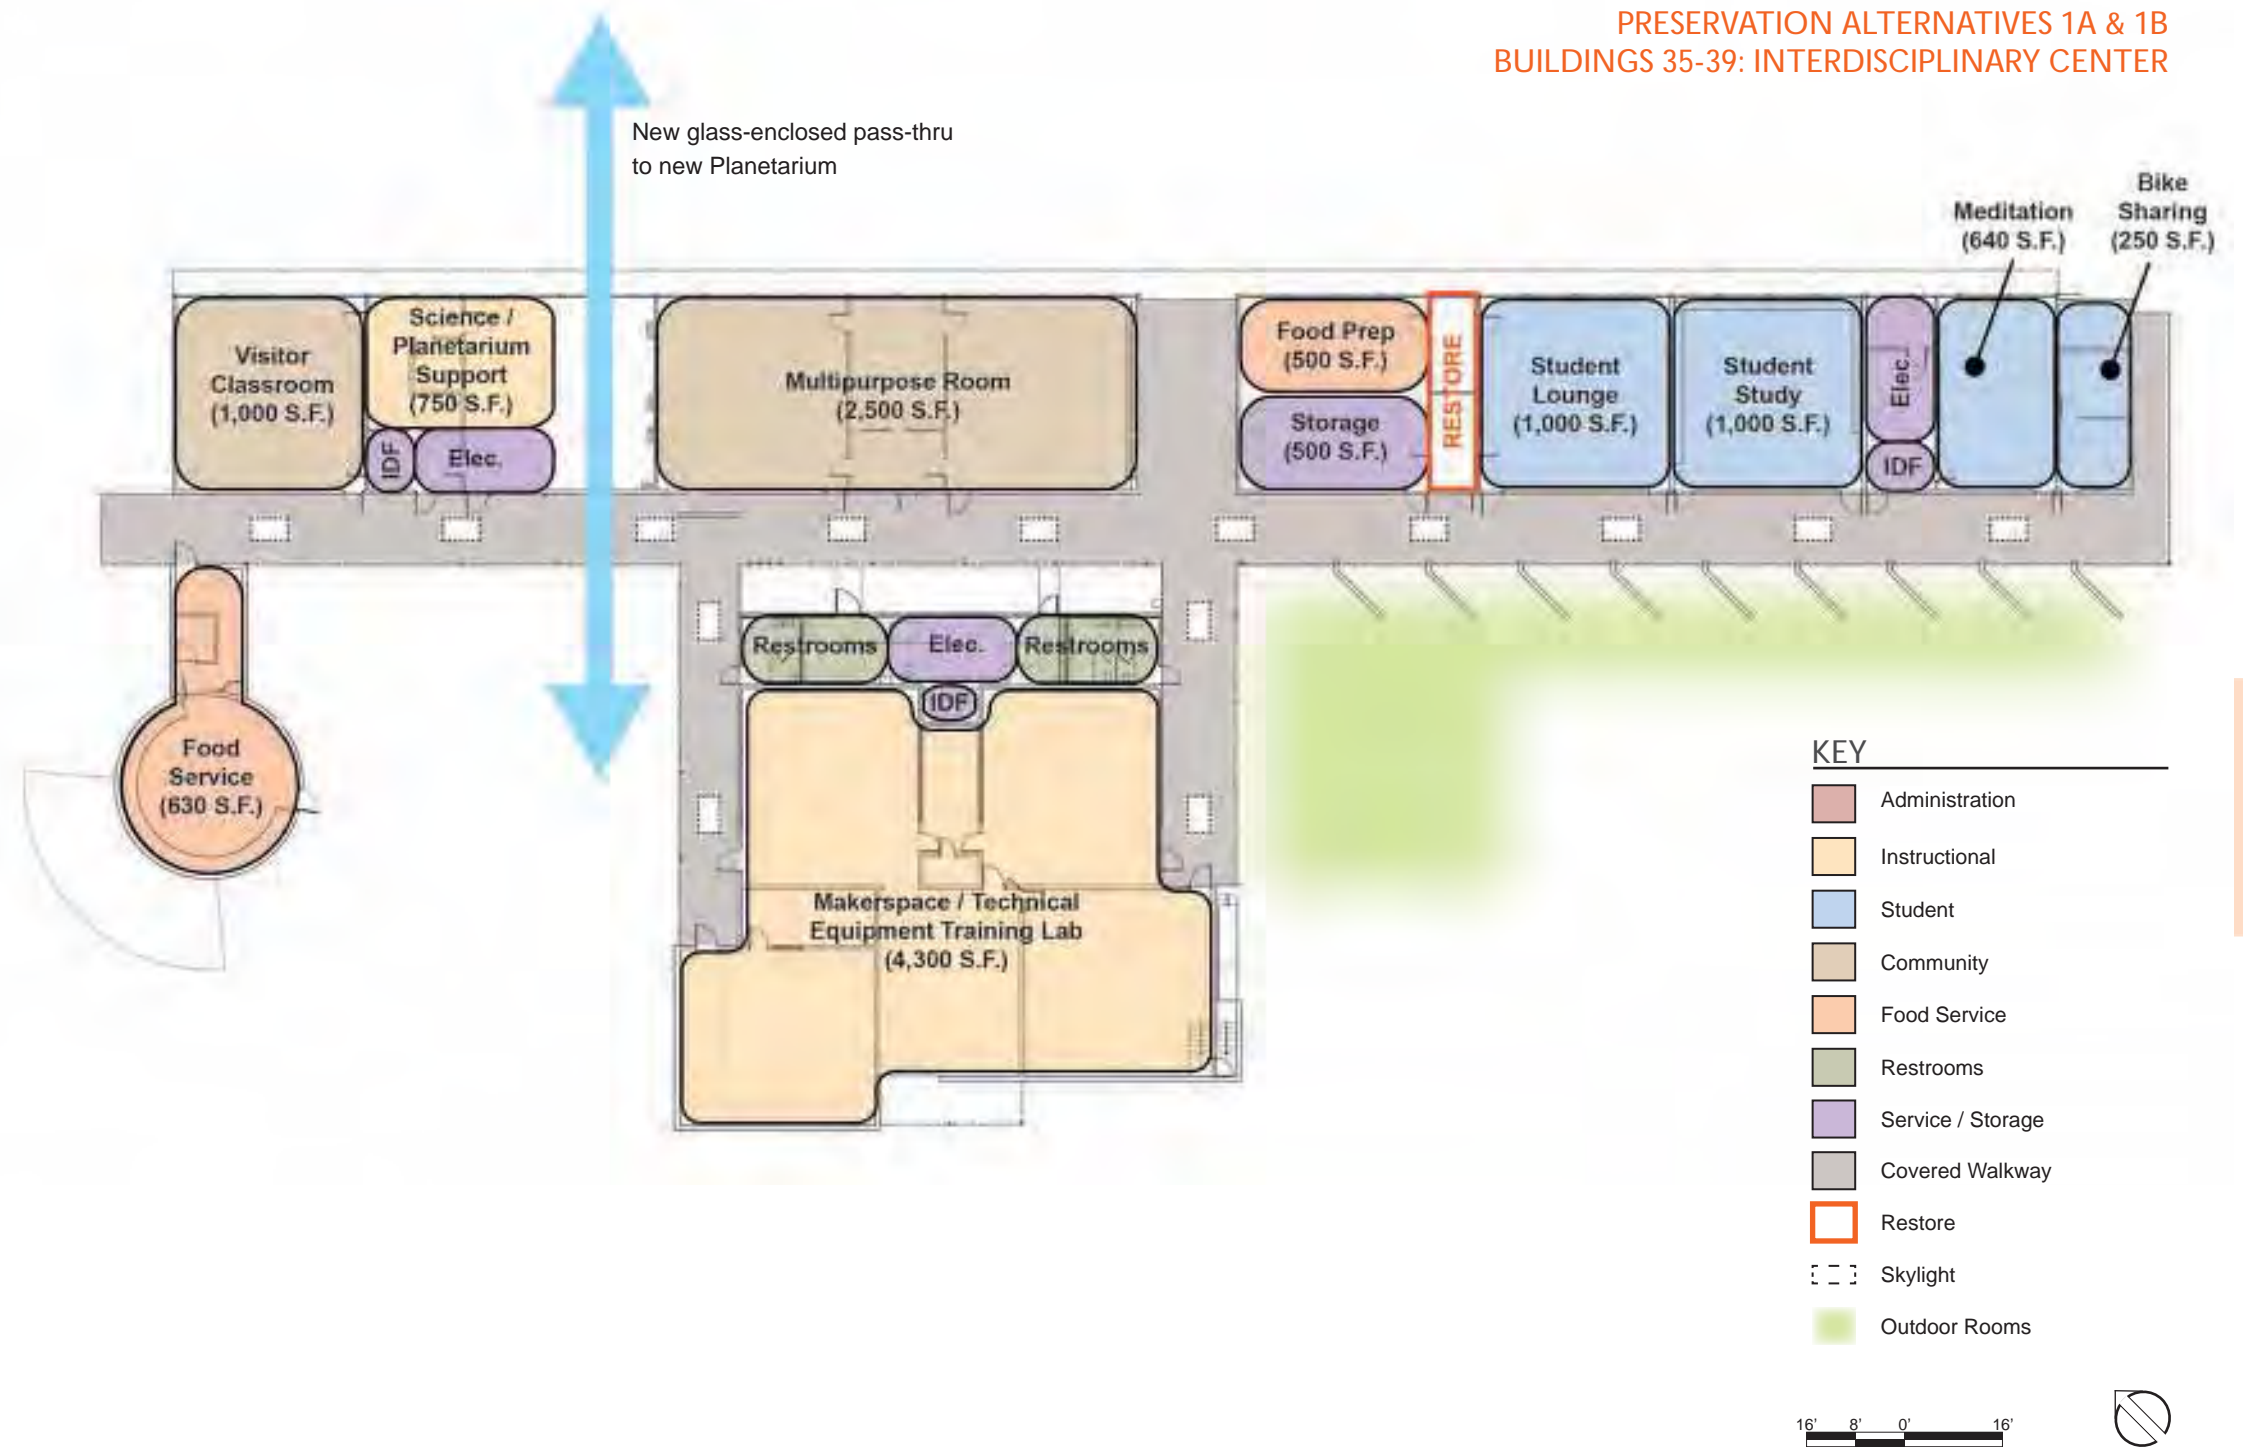 PRESERVATION ALTERNATIVES 1A & 1B
BUILDINGS 35-39: INTERDISCIPLINARY CENTER
New glass-enclosed pass-thru
to new Planetarium
Meditation
(640 S.F.)
Bike
Sharing
(250 S.F.)
Visitor
Classroom
(1,000 S.F.)
Science /
Planetarium
Support
(750 S.F.)
IDF
Elec.
Multipurpose Room
(2,500 S.F.)
Food Prep
(500 S.F.)
Storage
(500 S.F.)
RESTORE
RESTORE
Student
Lounge
(1,000 S.F.)
Student
Study
(1,000 S.F.)
Elec.
IDF
Restrooms
Elec.
Restrooms
IDF
Food
Service
(630 S.F.)
Makerspace / Technical
Equipment Training Lab
(4,300 S.F.)
KEY
Administration
Instructional
Student
Community
Food Service
Restrooms
Service / Storage
Covered Walkway
Restore
Skylight
Outdoor Rooms
16' 8' 0' 16'